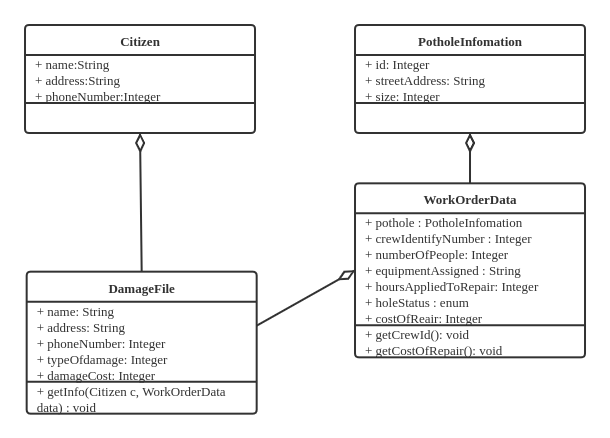 Citizen
+ name:String
+ address:String
+ phoneNumber:Integer
PotholeInfomation
+ id: Integer
+ streetAddress: String
+ size: Integer
WorkOrderData
+ pothole : PotholeInfomation
+ crewIdentifyNumber : Integer
+ numberOfPeople: Integer
+ equipmentAssigned : String
+ hoursAppliedToRepair: Integer
+ holeStatus : enum
+ costOfReair: Integer
+ getCrewId(): void
+ getCostOfRepair(): void
DamageFile
+ name: String
+ address: String
+ phoneNumber: Integer
+ typeOfdamage: Integer
+ damageCost: Integer
+ getInfo(Citizen c, WorkOrderData
data) : void